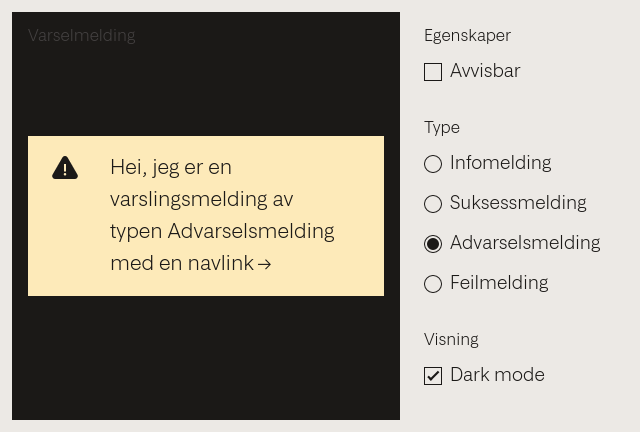 Varselmelding
Hei, jeg er en
varslingsmelding av
typen Advarselsmelding
med en navlink →
Egenskaper
Avvisbar
Type
Infomelding
Suksessmelding
Advarselsmelding
Feilmelding
Visning
Dark mode